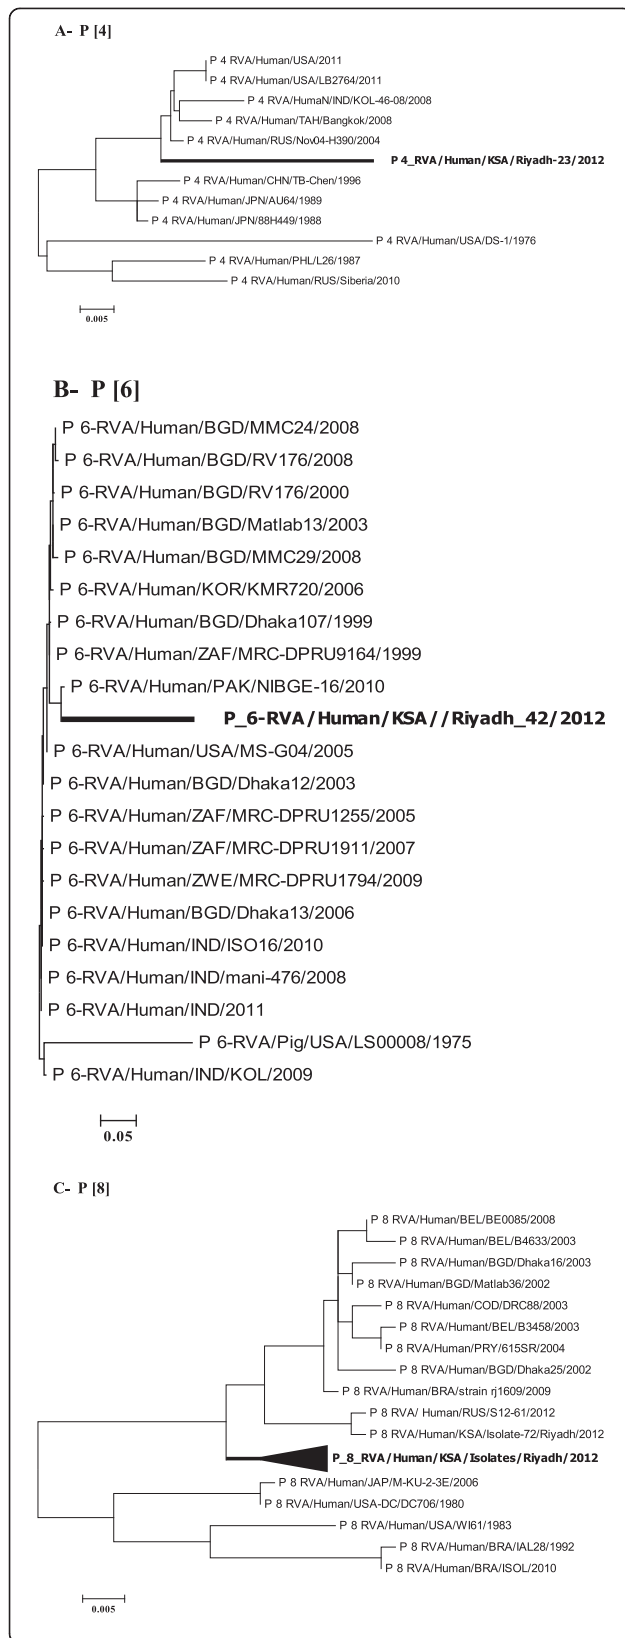 A- P [4]
P 4 RVA/Human/USA/2011
P 4 RVA/Human/USA/LB2764/2011
P 4 RVA/HumaN/IND/KOL-46-08/2008
P 4 RVA/Human/TAH/Bangkok/2008
P 4 RVA/Human/RUS/Nov04-H390/2004
P 4_RVA/Human/KSA/Riyadh-23/2012
P 4 RVA/Human/CHN/TB-Chen/1996
P 4 RVA/Human/JPN/AU64/1989
P 4 RVA/Human/JPN/88H449/1988
P 4 RVA/Human/USA/DS-1/1976
P 4 RVA/Human/PHL/L26/1987
P 4 RVA/Human/RUS/Siberia/2010
0.005
B- P [6]
P 6-RVA/Human/BGD/MMC24/2008
P 6-RVA/Human/BGD/RV176/2008
P 6-RVA/Human/BGD/RV176/2000
P 6-RVA/Human/BGD/Matlab13/2003
P 6-RVA/Human/BGD/MMC29/2008
P 6-RVA/Human/KOR/KMR720/2006
P 6-RVA/Human/BGD/Dhaka107/1999
P 6-RVA/Human/ZAF/MRC-DPRU9164/1999
P 6-RVA/Human/PAK/NIBGE-16/2010
P_6-RVA/Human/KSA//Riyadh_42/2012
P 6-RVA/Human/USA/MS-G04/2005
P 6-RVA/Human/BGD/Dhaka12/2003
P 6-RVA/Human/ZAF/MRC-DPRU1255/2005
P 6-RVA/Human/ZAF/MRC-DPRU1911/2007
P 6-RVA/Human/ZWE/MRC-DPRU1794/2009
P 6-RVA/Human/BGD/Dhaka13/2006
P 6-RVA/Human/IND/ISO16/2010
P 6-RVA/Human/IND/mani-476/2008
P 6-RVA/Human/IND/2011
P 6-RVA/Pig/USA/LS00008/1975
P 6-RVA/Human/IND/KOL/2009
0.05
C- P [8]
P 8 RVA/Human/BEL/BE0085/2008
P 8 RVA/Human/BEL/B4633/2003
P 8 RVA/Human/BGD/Dhaka16/2003
P 8 RVA/Human/BGD/Matlab36/2002
P 8 RVA/Human/COD/DRC88/2003
P 8 RVA/Humant/BEL/B3458/2003
P 8 RVA/Human/PRY/615SR/2004
P 8 RVA/Human/BGD/Dhaka25/2002
P 8 RVA/Human/BRA/strain rj1609/2009
P 8 RVA/ Human/RUS/S12-61/2012
P 8 RVA/Human/KSA/Isolate-72/Riyadh/2012
P_8_RVA/Human/KSA/Isolates/Riyadh/2012
P 8 RVA/Human/JAP/M-KU-2-3E/2006
P 8 RVA/Human/USA-DC/DC706/1980
P 8 RVA/Human/USA/WI61/1983
P 8 RVA/Human/BRA/IAL28/1992
P 8 RVA/Human/BRA/ISOL/2010
0.005